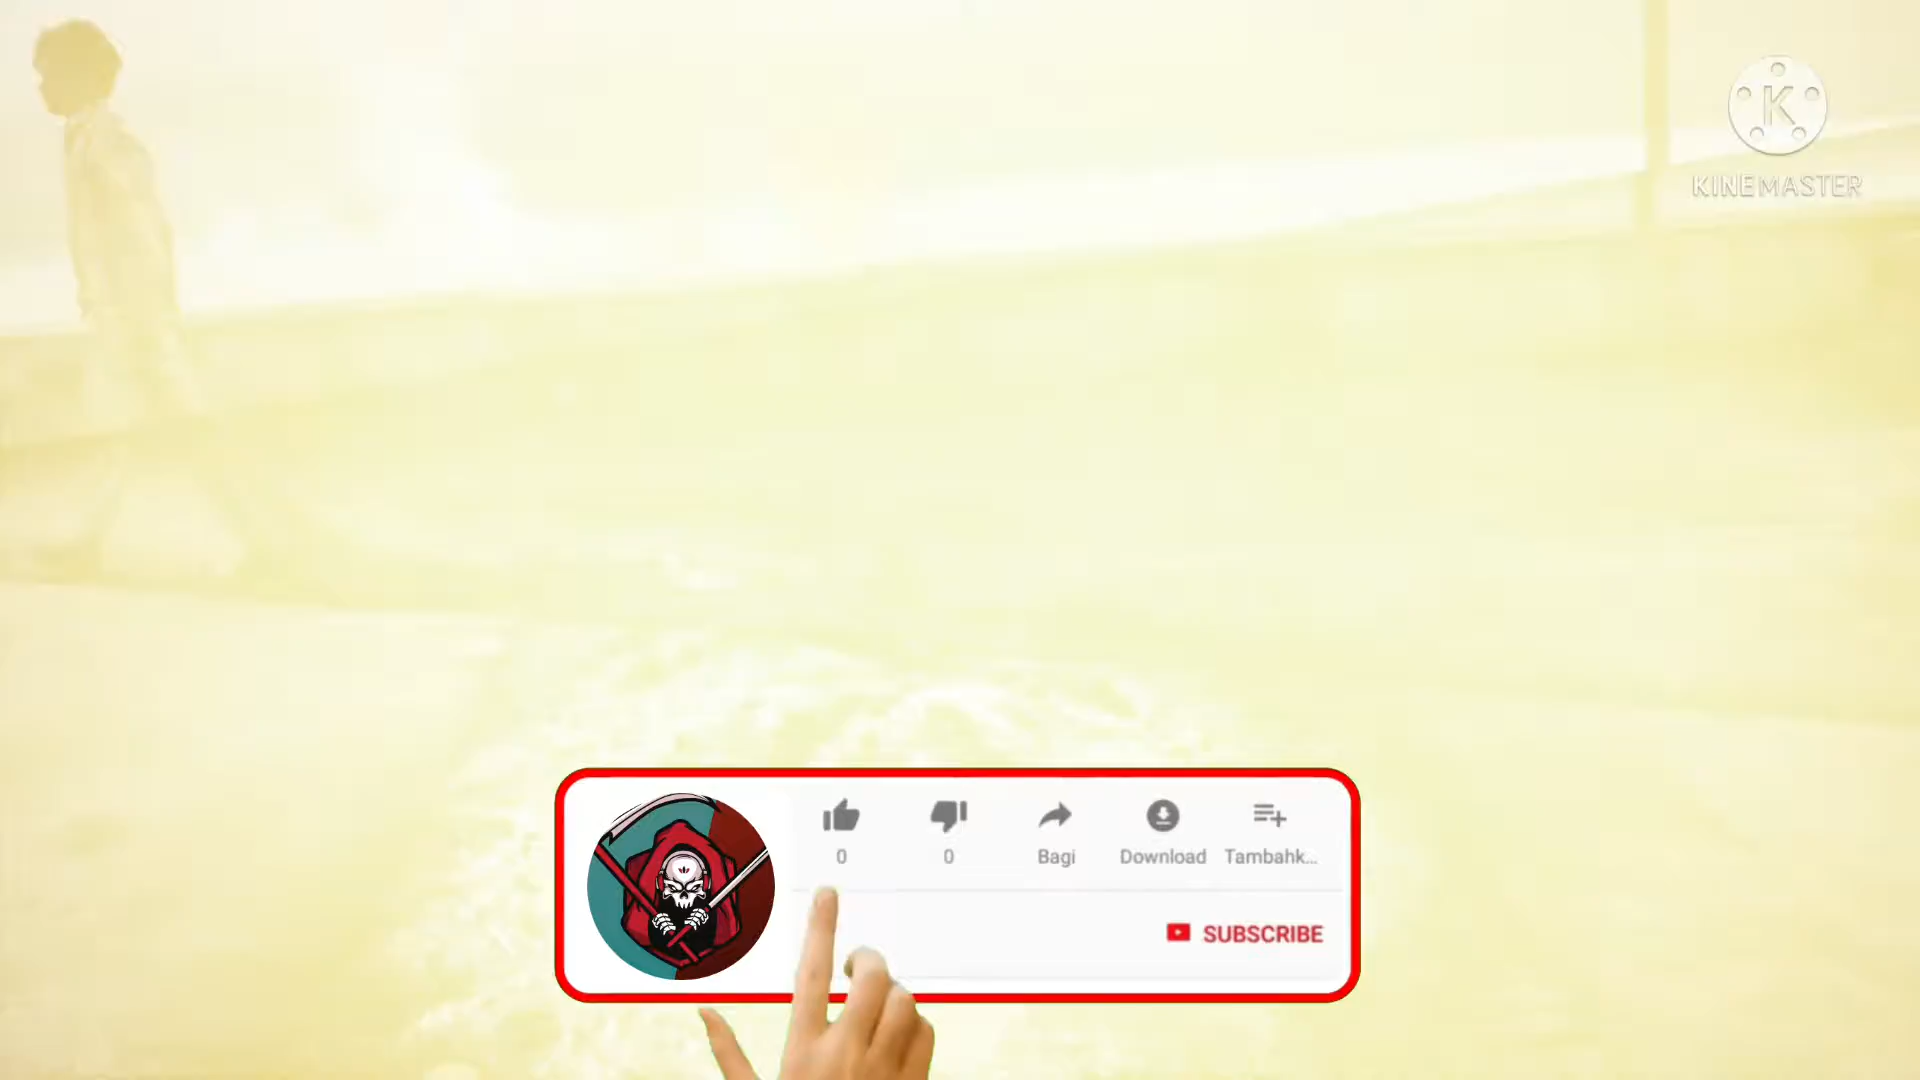 K
KINEMASTER
0
0
Bagi
Download
Tambahk...
SUBSCRIBE